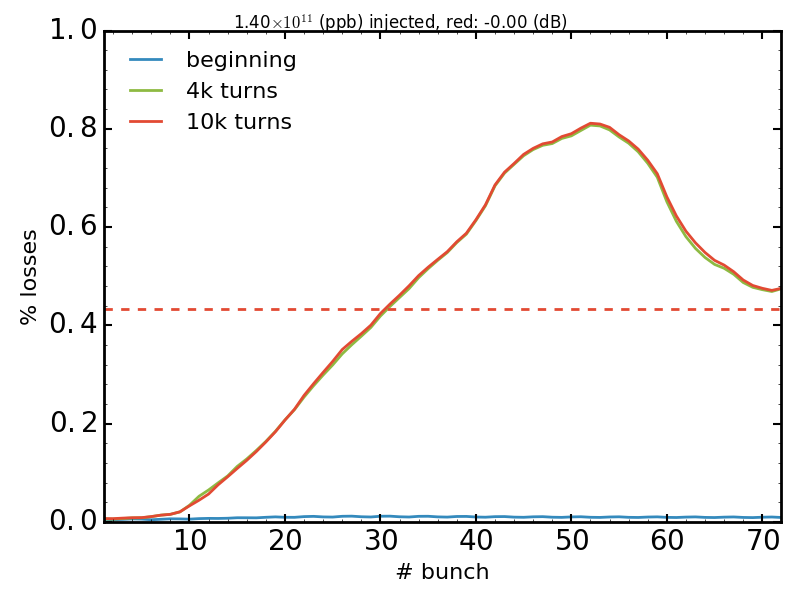 1.40×10¹¹ (ppb) injected, red: -0.00 (dB)
1.0
0.8
0.6
0.4
0.2
0.0
% losses
beginning
4k turns
10k turns
10 20 30 40 50 60 70
# bunch